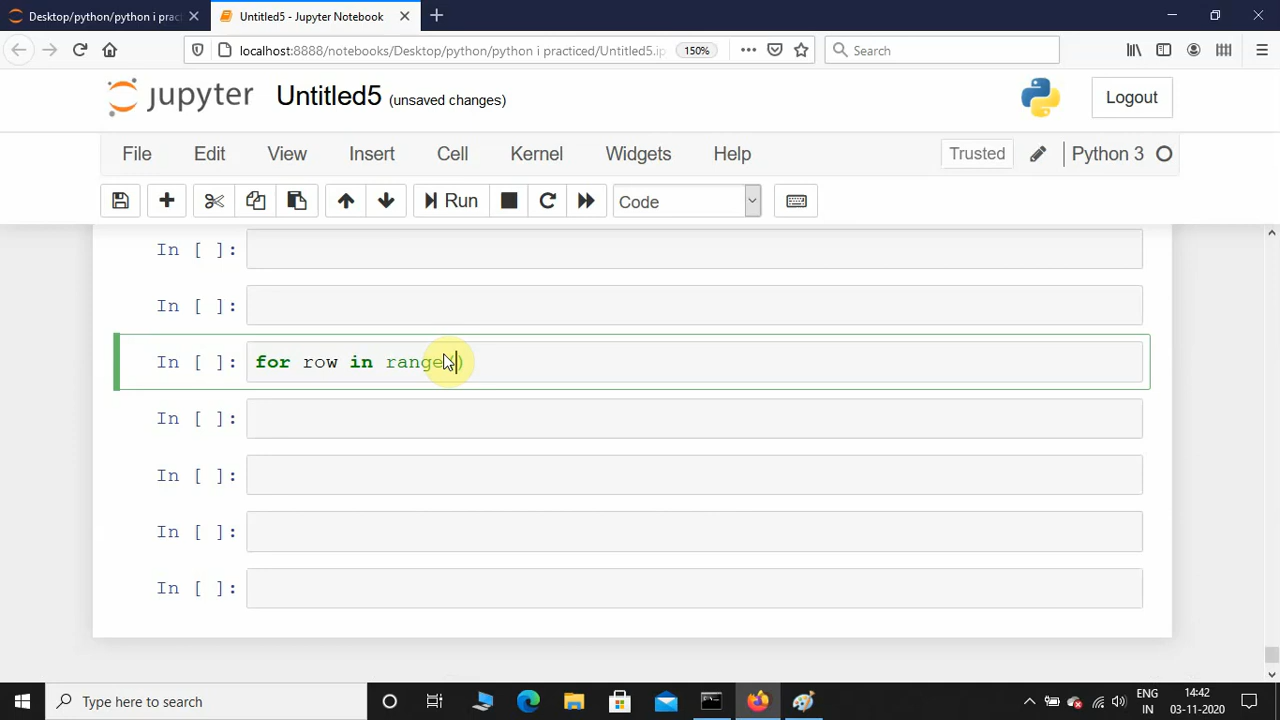 Desktop/python/python i prac
Untitled5 - Jupyter Notebook
localhost:8888/notebooks/Desktop/python/python i practiced/Untitled5.ip
150%
Search
jupyter Untitled5 (unsaved changes)
Logout
File Edit View Insert Cell Kernel Widgets Help
Trusted
Python 3
Run
Code
In [ ]:
In [ ]:
In [ ]: for row in range()
In [ ]:
In [ ]:
In [ ]:
In [ ]:
Type here to search
ENG
IN
14:42
03-11-2020